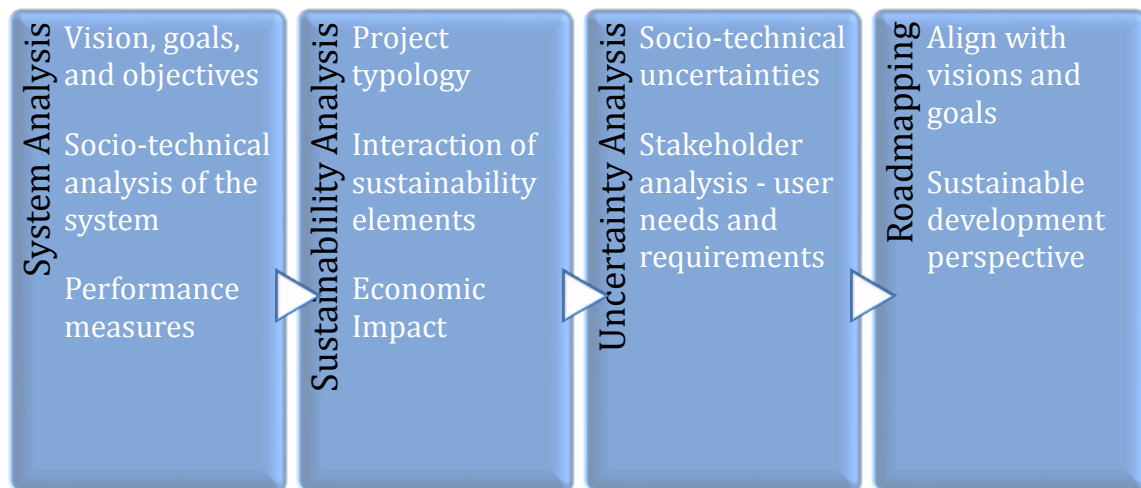 System Analysis
Vision, goals,
and objectives
Socio-technical
analysis of the
system
Performance
measures
Sustainablility Analysis
Project
typology
Interaction of
sustainability
elements
Economic
Impact
Uncertainty Analysis
Socio-technical
uncertainties
Stakeholder
analysis - user
needs and
requirements
Roadmapping
Align with
visions and
goals
Sustainable
development
perspective